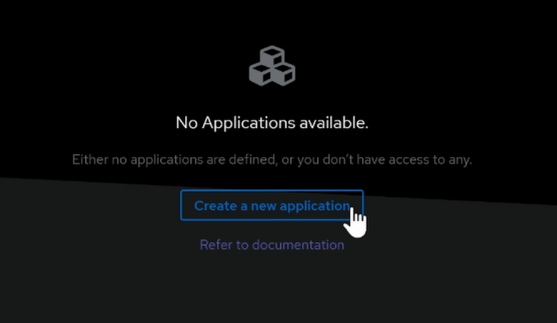 No Applications available.
Either no applications are defined, or you don't have access to any.
Create a new application
Refer to documentation